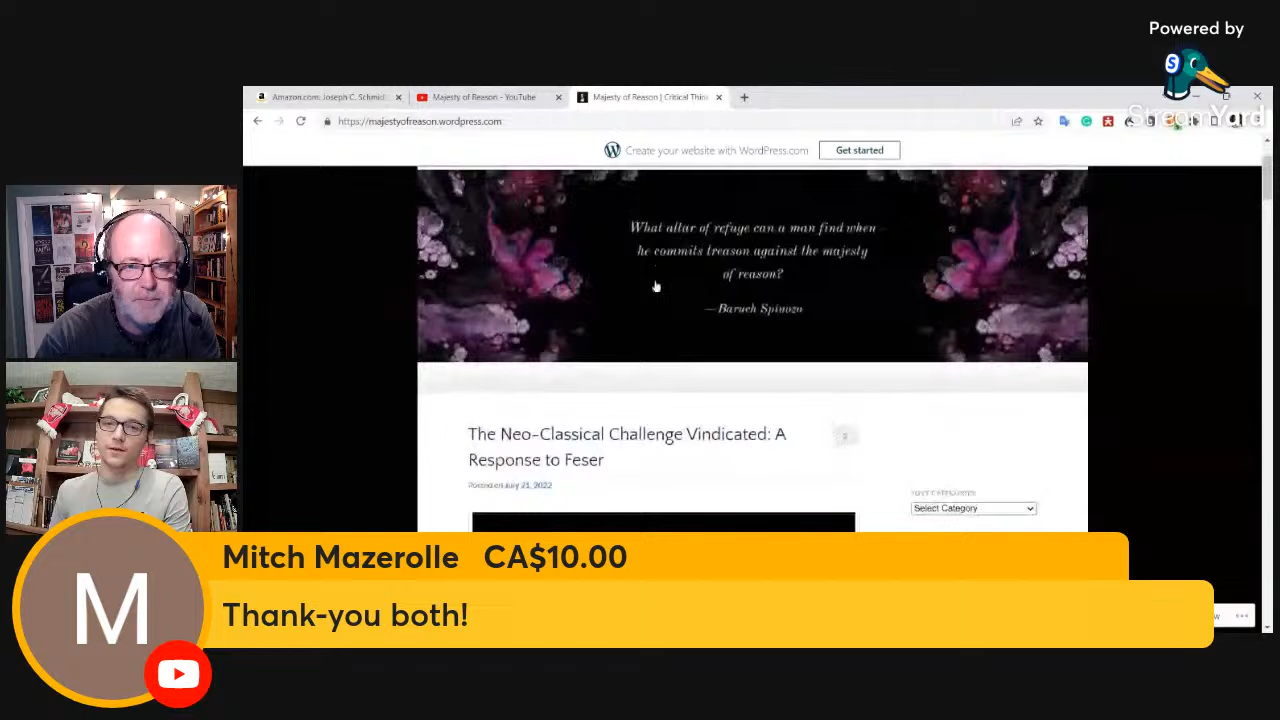 Powered by
StreamYard
Amazon.com: Joseph C. Schmid:
Majesty of Reason - YouTube
Majesty of Reason | Critical Thin
https://majestyofreason.wordpress.com
Create your website with WordPress.com
Get started
What altar of refuge can a man find when
he commits treason against the majesty
of reason?
— Baruch Spinoza
The Neo-Classical Challenge Vindicated: A
Response to Feser
2
Posted on July 21, 2022
Select Category
M
Mitch Mazerolle CA$10.00
Thank-you both!